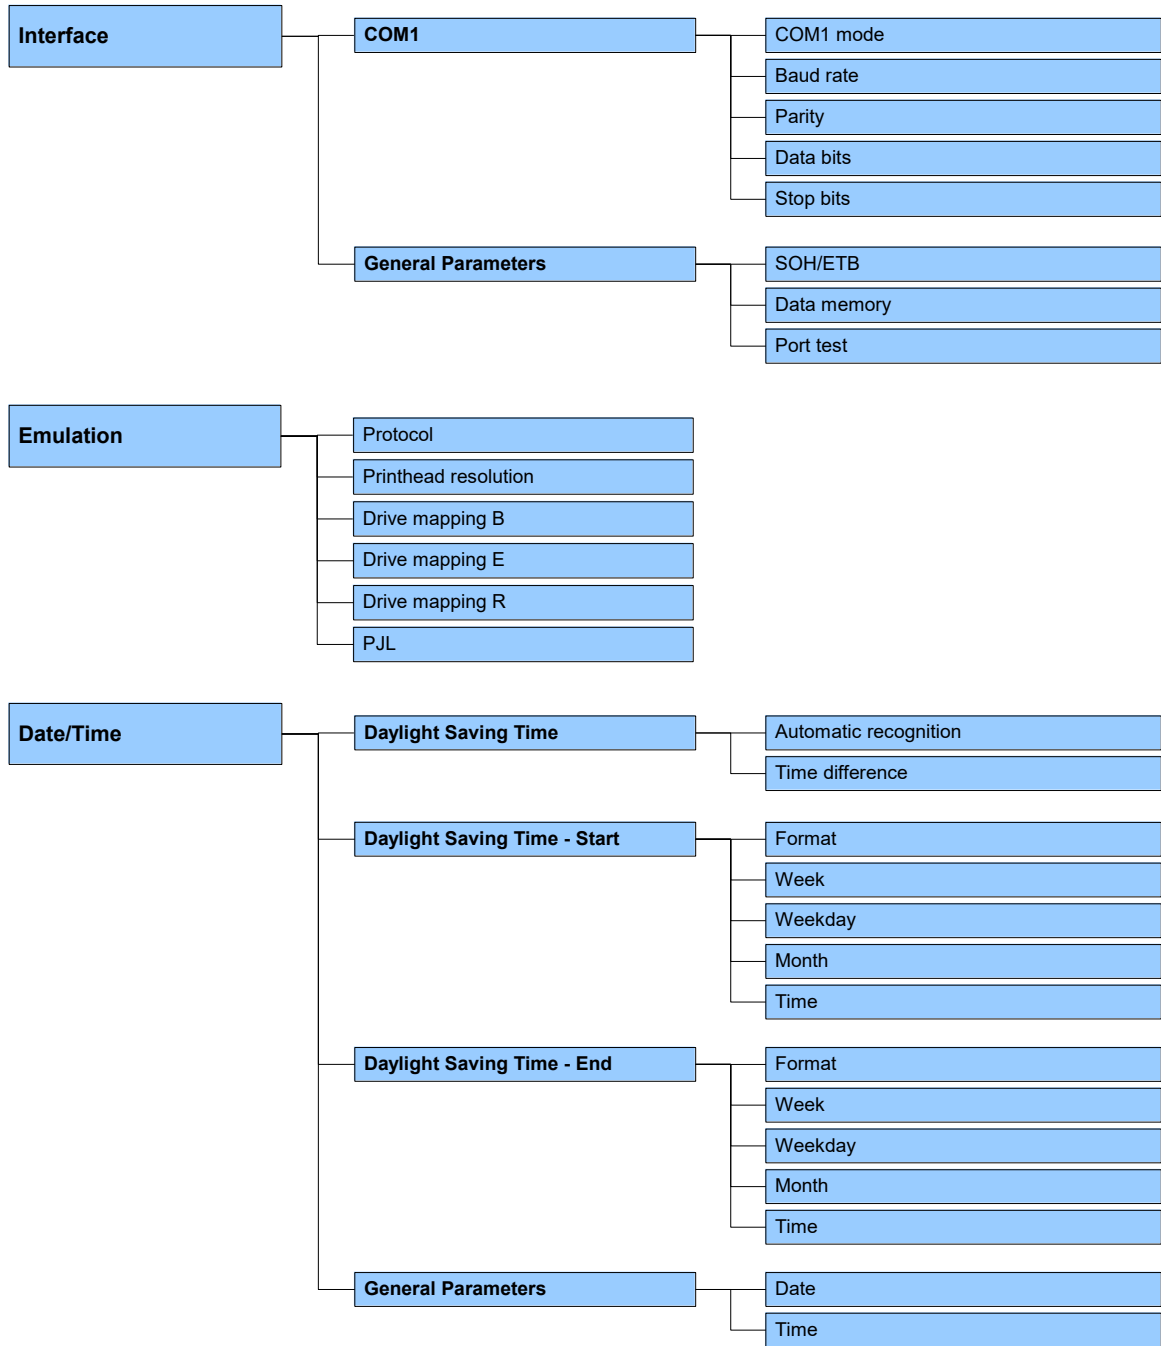 Interface
COM1
COM1 mode
Baud rate
Parity
Data bits
Stop bits
General Parameters
SOH/ETB
Data memory
Port test
Emulation
Protocol
Printhead resolution
Drive mapping B
Drive mapping E
Drive mapping R
PJL
Date/Time
Daylight Saving Time
Automatic recognition
Time difference
Daylight Saving Time - Start
Format
Week
Weekday
Month
Time
Daylight Saving Time - End
Format
Week
Weekday
Month
Time
General Parameters
Date
Time